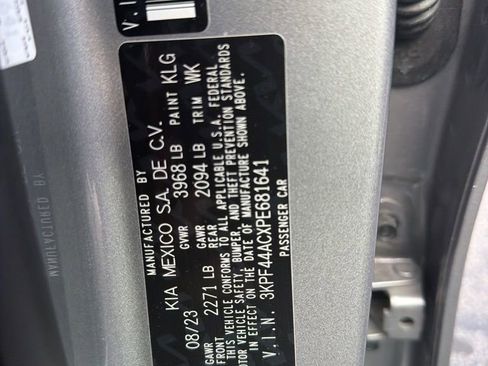 MANUFACTURED BY
KIA MEXICO S.A. DE C.V.
08/23 GVWR 3968 LB PAINT KLG
GAWR 2271 LB GAWR REAR 2094 LB TRIM WK
THIS VEHICLE CONFORMS TO ALL APPLICABLE U.S.A. FEDERAL
MOTOR VEHICLE SAFETY, BUMPER, AND THEFT PREVENTION STANDARDS
IN EFFECT ON THE DATE OF MANUFACTURE SHOWN ABOVE.
V.I.N. 3KPF44ACXPE681641
PASSENGER CAR
V.I.N
MANUFACTURED BY